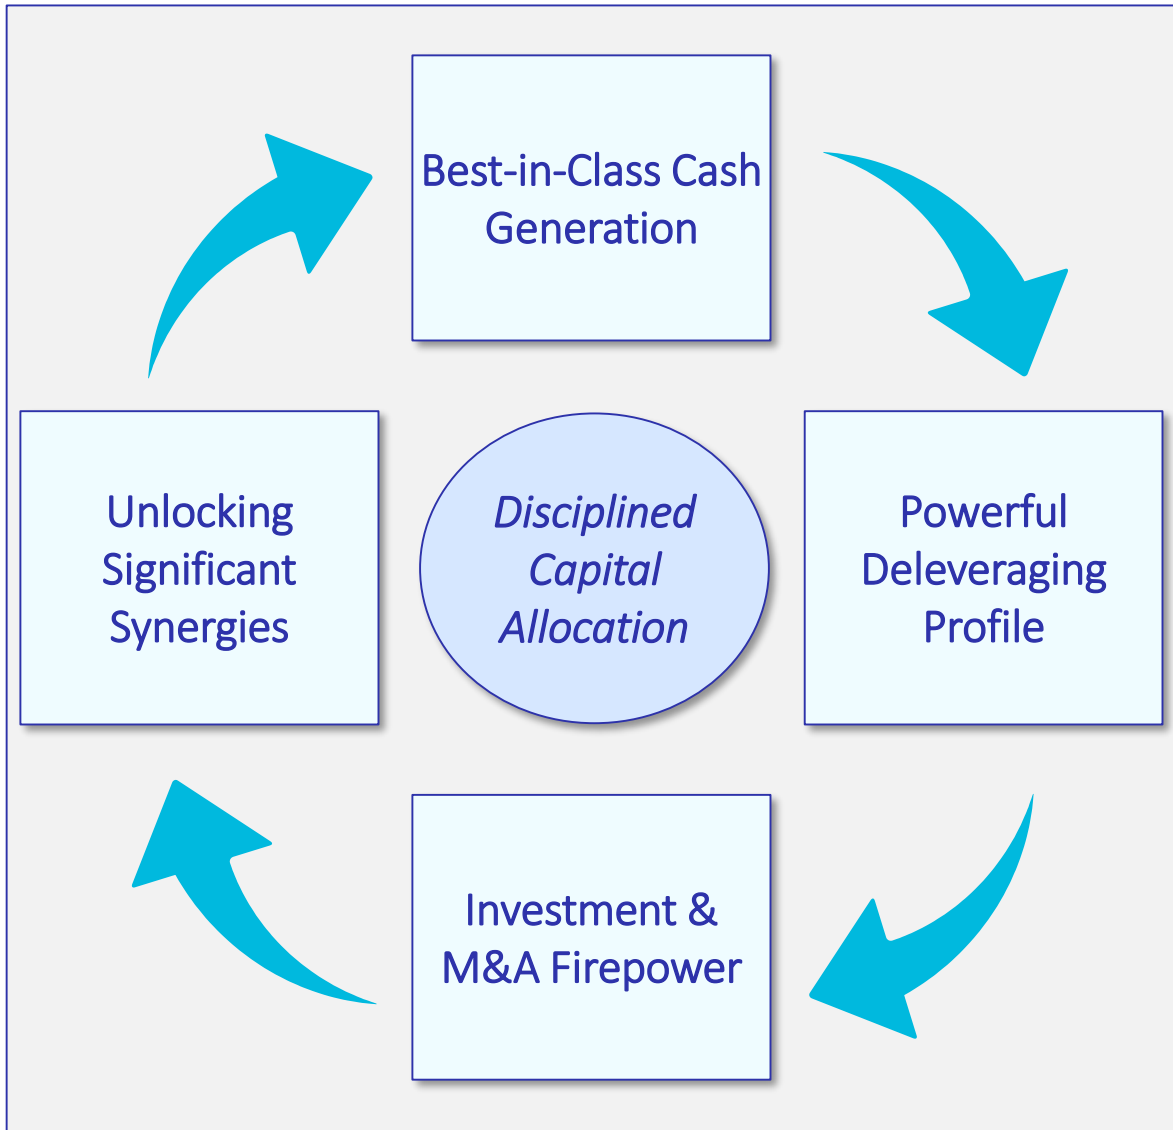 Best-in-Class Cash
Generation
Unlocking
Significant
Synergies
Disciplined
Capital
Allocation
Powerful
Deleveraging
Profile
Investment &
M&A Firepower